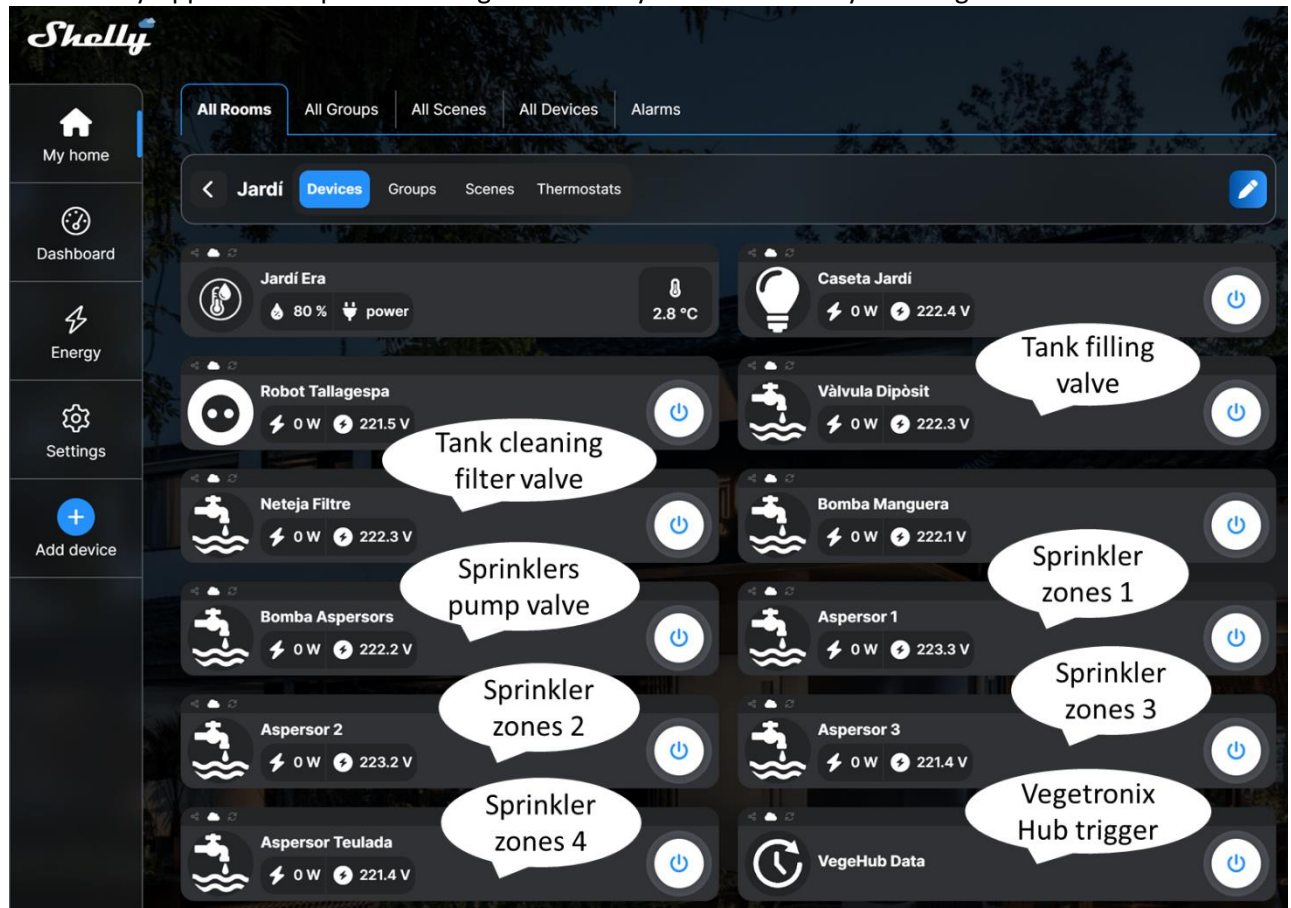 Shelly
My home
Dashboard
Energy
Settings
Add device
All Rooms All Groups All Scenes All Devices Alarms
Jardí Devices Groups Scenes Thermostats
Jardí Era
80 % power
2.8 °C
Caseta Jardí
0 W 222.4 V
Robot Tallagespa
0 W 221.5 V
Tank filling
valve
Vàlvula Dipòsit
0 W 222.3 V
Tank cleaning
filter valve
Neteja Filtre
0 W 222.3 V
Bomba Manguera
0 W 222.1 V
Sprinklers
pump valve
Bomba Aspersors
0 W 222.2 V
Sprinkler
zones 1
Aspersor 1
0 W 223.3 V
Sprinkler
zones 2
Aspersor 2
0 W 223.2 V
Sprinkler
zones 3
Aspersor 3
0 W 221.4 V
Sprinkler
zones 4
Aspersor Teulada
0 W 221.4 V
Vegetronix
Hub trigger
VegeHub Data